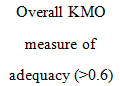 Overall KMO
measure of
adequacy (>0.6)